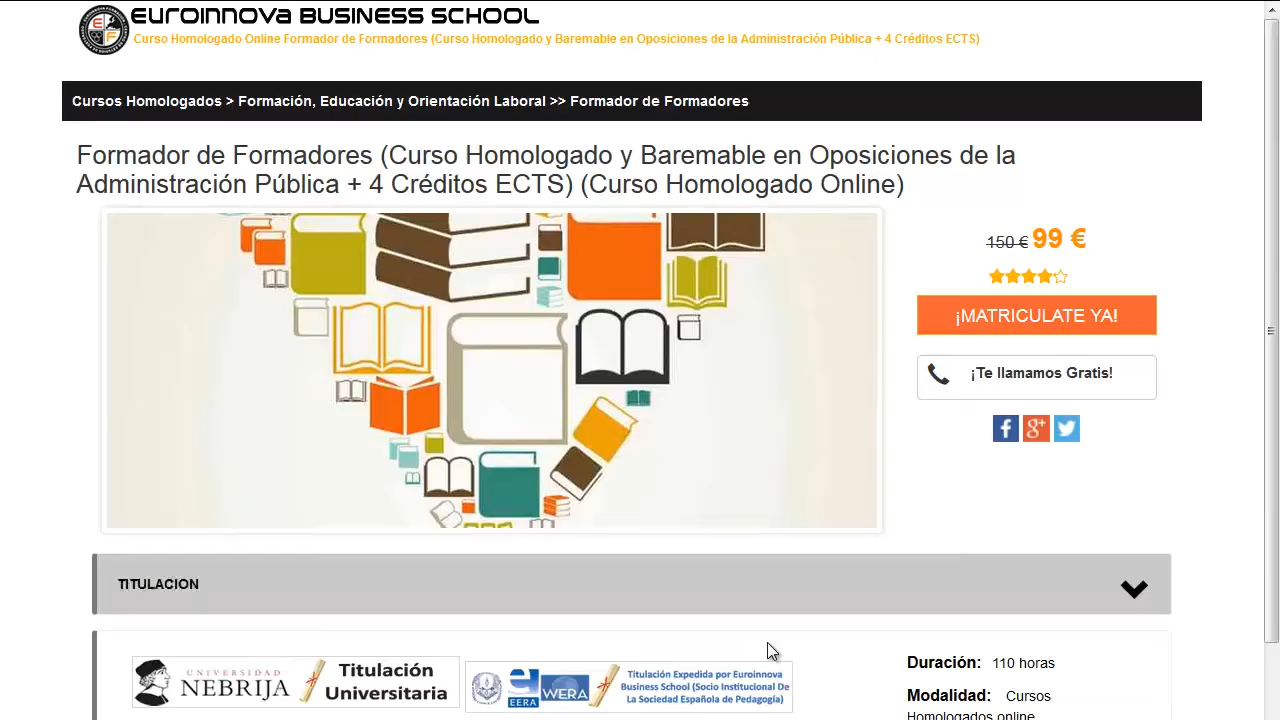 EUROINNOVA BUSINESS SCHOOL
Curso Homologado Online Formador de Formadores (Curso Homologado y Baremable en Oposiciones de la Administración Pública + 4 Créditos ECTS)
Cursos Homologados > Formación, Educación y Orientación Laboral >> Formador de Formadores
Formador de Formadores (Curso Homologado y Baremable en Oposiciones de la
Administración Pública + 4 Créditos ECTS) (Curso Homologado Online)
150 € 99 €
¡MATRICULATE YA!
¡Te llamamos Gratis!
TITULACION
UNIVERSIDAD
NEBRIJA
Titulación
Universitaria
EERA
WERA
Titulación Expedida por Euroinnova
Business School (Socio Institucional De
La Sociedad Española de Pedagogía)
Duración: 110 horas
Modalidad: Cursos
Homologados online